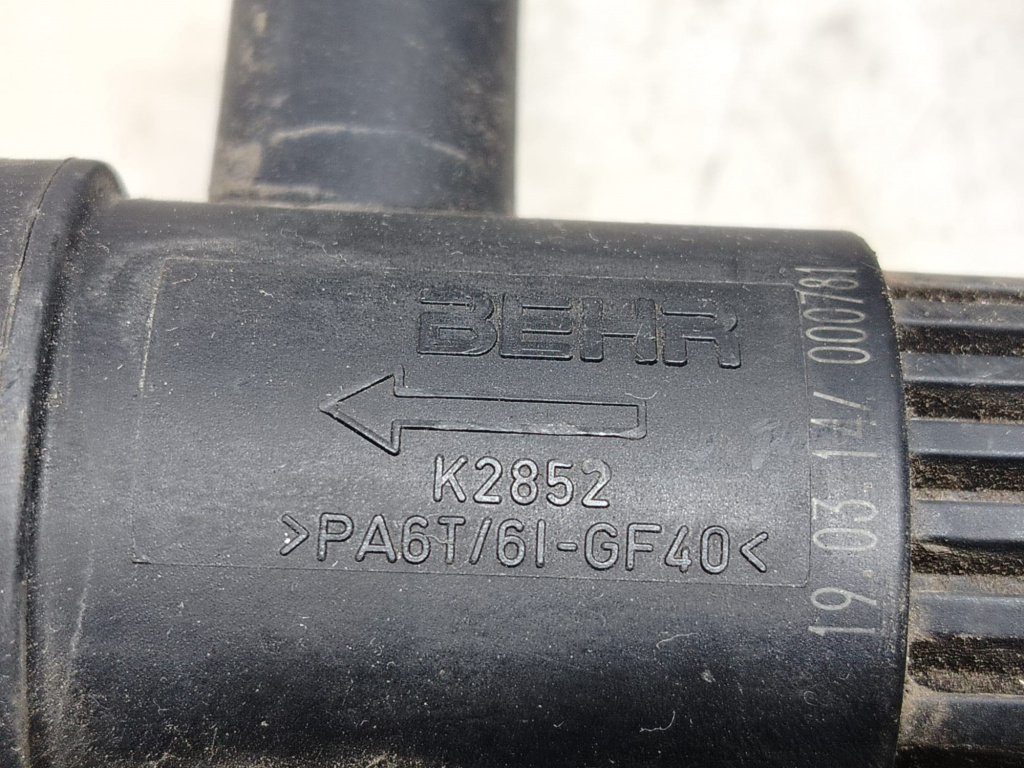 BEHR
K2852
>PA6T/6I-GF40<
19.03.14/ 000781